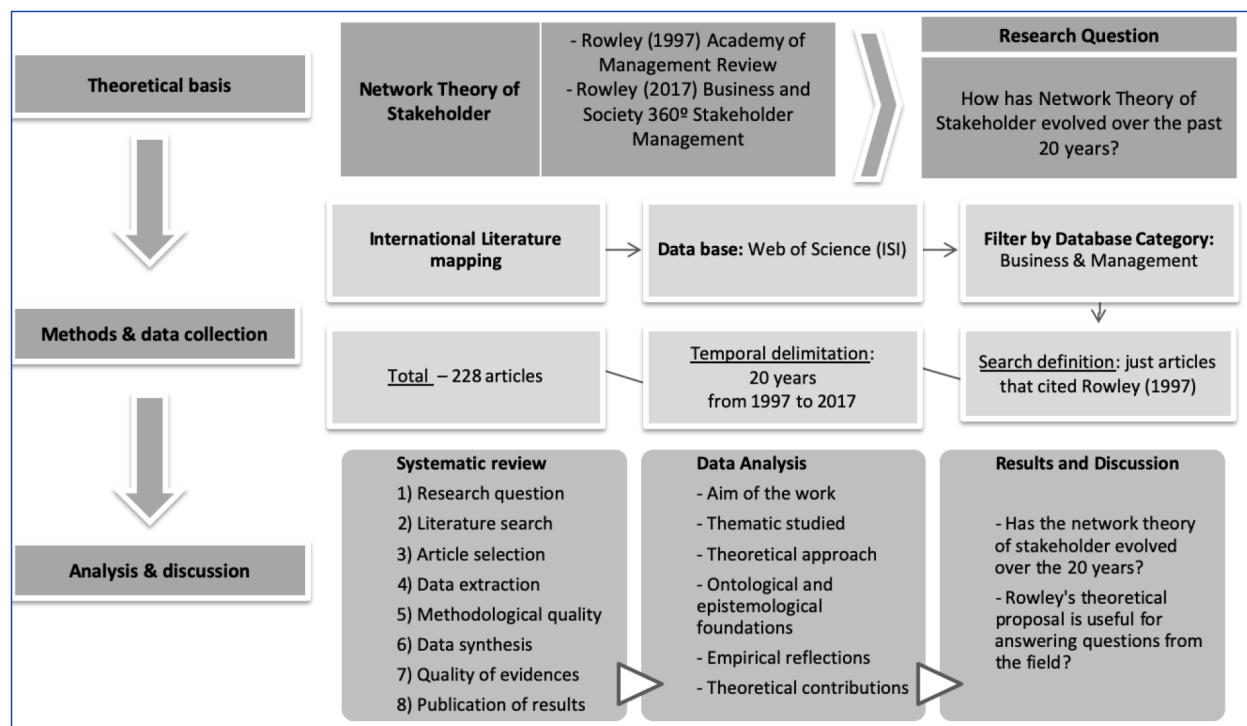 Theoretical basis
Network Theory of
Stakeholder
- Rowley (1997) Academy of
Management Review
- Rowley (2017) Business and
Society 360º Stakeholder
Management
Research Question
How has Network Theory of
Stakeholder evolved over the past
20 years?
Methods & data collection
International Literature
mapping
Data base: Web of Science (ISI)
Filter by Database Category:
Business & Management
Search definition: just articles
that cited Rowley (1997)
Temporal delimitation:
20 years
from 1997 to 2017
Total – 228 articles
Analysis & discussion
Systematic review
1) Research question
2) Literature search
3) Article selection
4) Data extraction
5) Methodological quality
6) Data synthesis
7) Quality of evidences
8) Publication of results
Data Analysis
- Aim of the work
- Thematic studied
- Theoretical approach
- Ontological and
epistemological
foundations
- Empirical reflections
- Theoretical contributions
Results and Discussion
- Has the network theory
of stakeholder evolved
over the 20 years?
- Rowley's theoretical
proposal is useful for
answering questions from
the field?